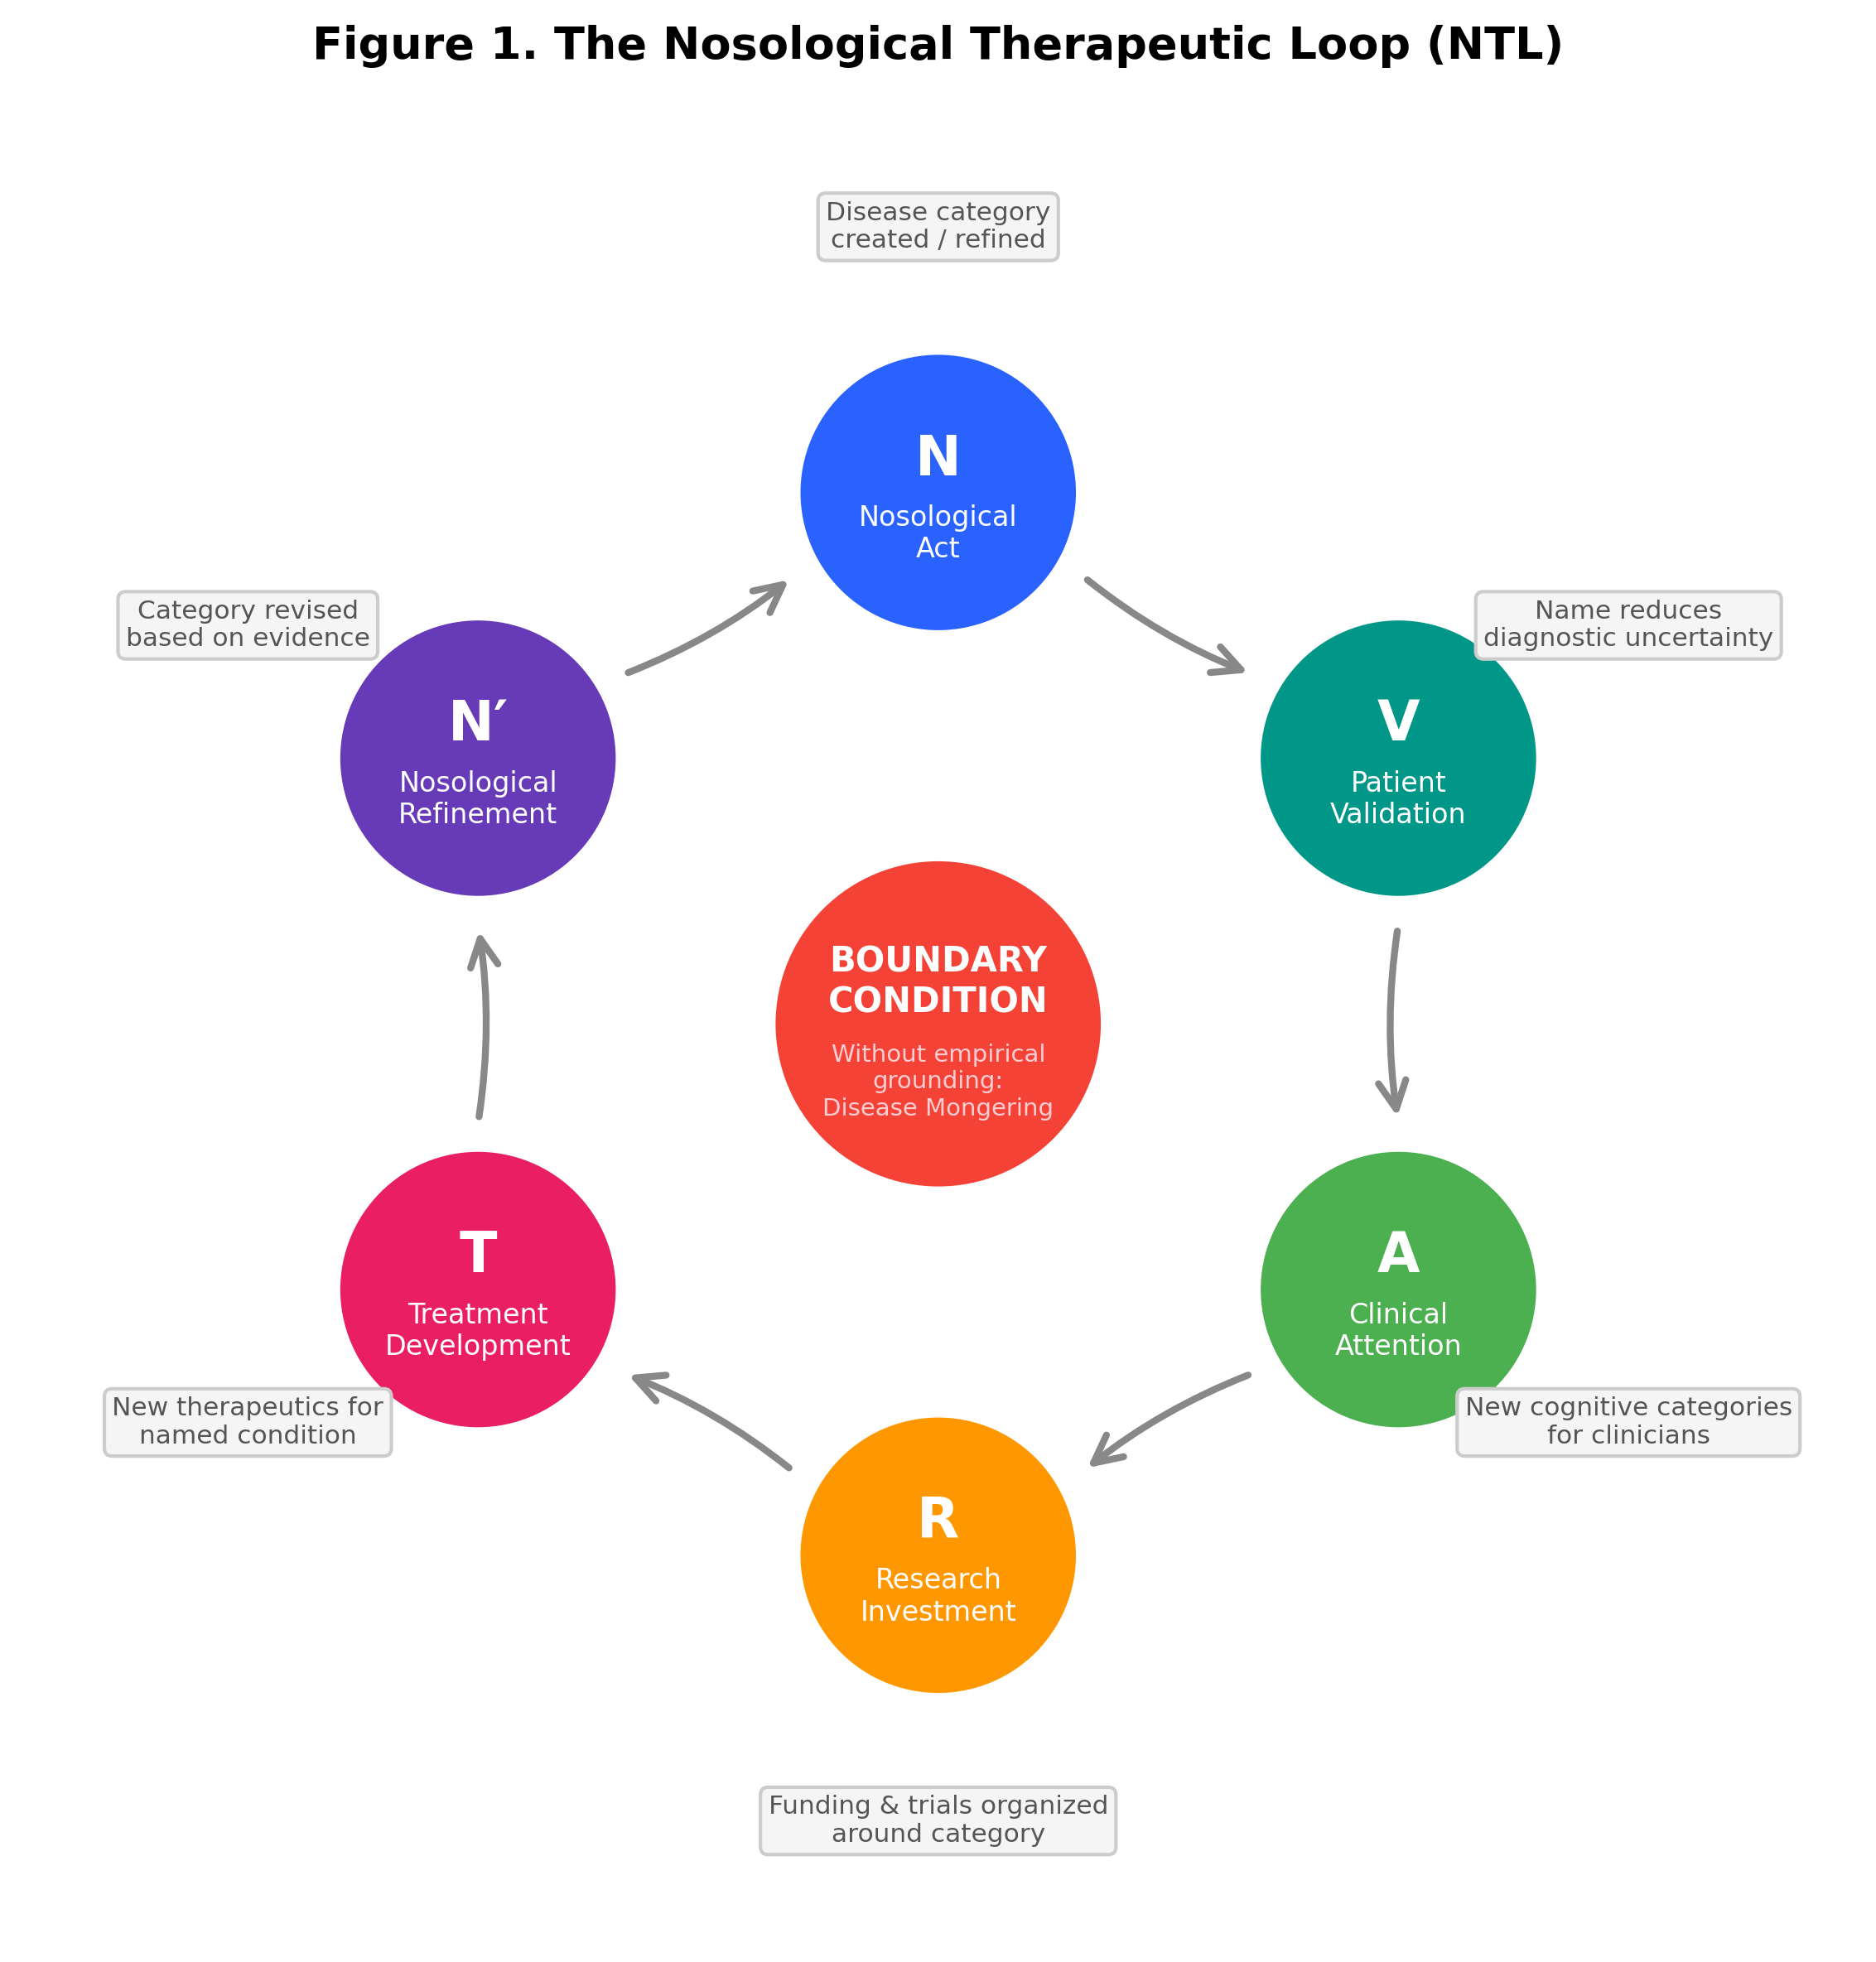 Figure 1. The Nosological Therapeutic Loop (NTL)
Disease category
created / refined
N
Nosological
Act
Category revised
based on evidence
Name reduces
diagnostic uncertainty
N′
Nosological
Refinement
V
Patient
Validation
BOUNDARY
CONDITION
Without empirical
grounding:
Disease Mongering
T
Treatment
Development
A
Clinical
Attention
New therapeutics for
named condition
New cognitive categories
for clinicians
R
Research
Investment
Funding & trials organized
around category